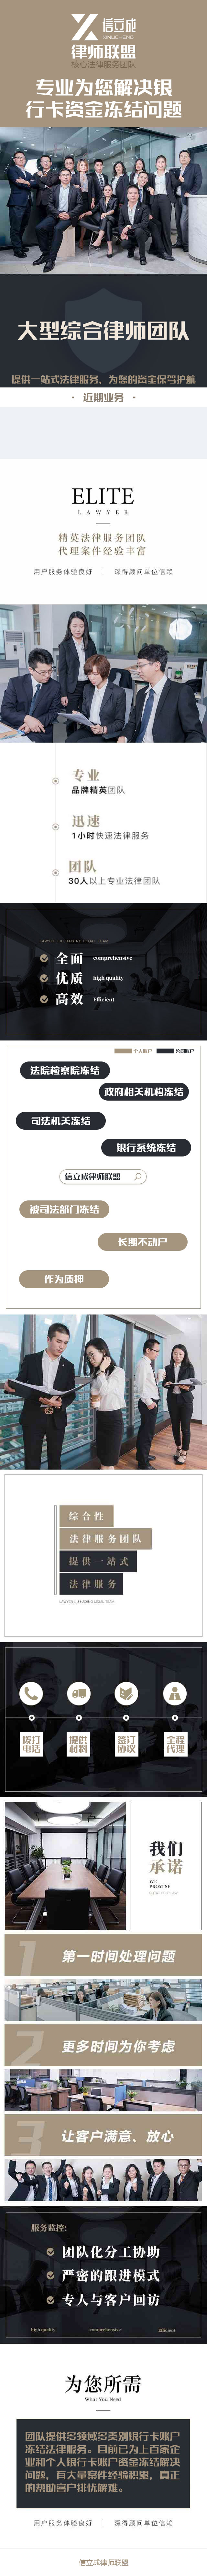 信立成
XINLICHENG
律师联盟
核心法律服务团队
专业为您解决银
行卡资金冻结问题
大型综合律师团队
提供一站式法律服务，为您的资金保驾护航
近期业务
ELITE
LAWYER
精英法律服务团队
代理案件经验丰富
用户服务体验良好 | 深得顾问单位信赖
专业
品牌精英团队
迅速
1小时快速法律服务
团队
30人以上专业法律团队
LAWTED LIU HAIXING LEGAL TEAM
全面 comprehensive
优质 high quality
高效 Efficient
个人账户
法院检察院冻结
政府相关机构冻结
司法机关冻结
银行系统冻结
信立成律师联盟
被司法部门冻结
长期不动户
作为质押
综合性
法律服务团队
提供一站式
法律服务
LAWTED LIU HAIXING LEGAL TEAM
拨打电话
提供材料
签订协议
全程代理
我们
承诺
WE
PROMISE
1 第一时间处理问题
2 更多时间为你考虑
3 让客户满意、放心
服务监控:
团队化分工协助
密的跟进模式
专人与客户回访
high quality comprehensive Efficient
为您所需
What You Need
团队提供多领域多类别银行卡账户
冻结法律服务。目前已为上百家企
业和个人银行卡账户资金冻结解决
问题，有大量案件经验积累，真正
的帮助客户排忧解难。
用户服务体验良好 | 深得顾问单位信赖
信立成律师联盟